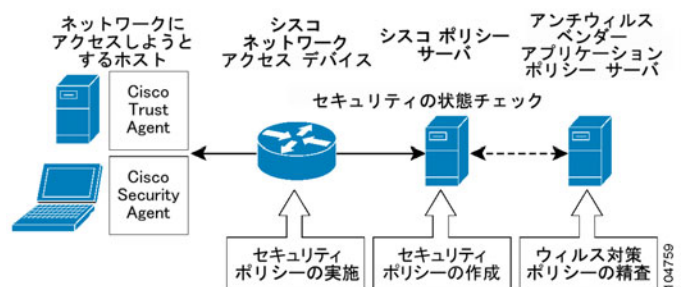 ネットワークに
アクセスしようと
するホスト
シスコ
ネットワーク
アクセス デバイス
シスコ ポリシー
サーバ
アンチウィルス
ベンダー
アプリケーション
ポリシー サーバ
セキュリティの状態チェック
Cisco
Trust
Agent
Cisco
Security
Agent
セキュリティ
ポリシーの実施
セキュリティ
ポリシーの作成
ウィルス対策
ポリシーの精査
104759